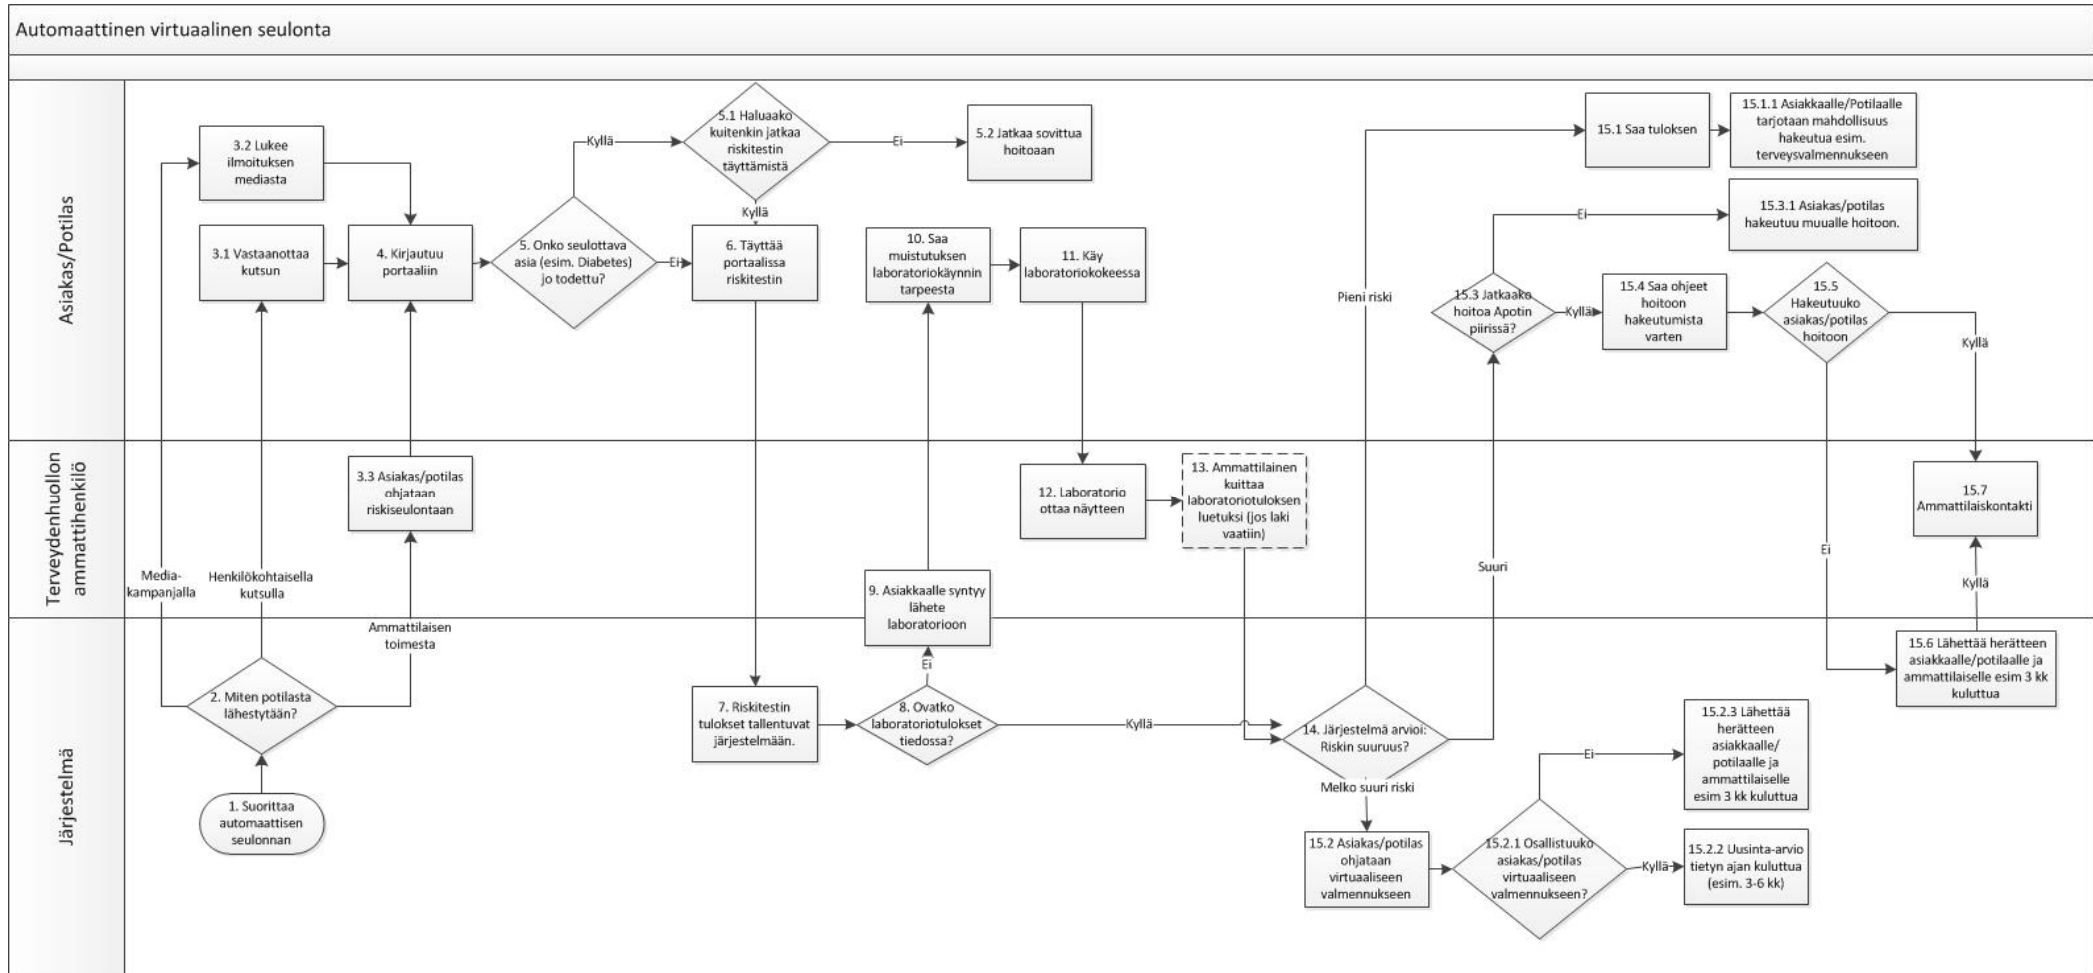 Automaattinen virtuaalinen seulonta
Asiakas/Potilas
3.2 Lukee
ilmoituksen
mediasta
3.1 Vastaanottaa
kutsun
4. Kirjautuu
portaaliin
5. Onko seulottava
asia (esim. Diabetes)
jo todettu?
Kyllä
Ei
5.1 Haluaako
kuitenkin jatkaa
riskitestin
täyttämistä
Ei
Kyllä
5.2 Jatkaa sovittua
hoitoaan
6. Täyttää
portaalissa
riskitestin
10. Saa
muistutuksen
laboratoriokäynnin
tarpeesta
11. Käy
laboratoriokokeessa
Pieni riski
15.1 Saa tuloksen
15.1.1 Asiakkaalle/Potilaalle
tarjotaan mahdollisuus
hakeutua esim.
terveysvalmennukseen
15.3.1 Asiakas/potilas
hakeutuu muualle hoitoon.
Ei
15.3 Jatkaako
hoitoa Apotin
piirissä?
Kyllä
15.4 Saa ohjeet
hoitoon
hakeutumista
varten
15.5
Hakeutuuko
asiakas/potilas
hoitoon
Kyllä
Terveydenhuollon
ammattihenkilö
3.3 Asiakas/potilas
ohjataan
riskiseulontaan
Media-
kampanjalla
Henkilökohtaisella
kutsulla
Ammattilaisen
toimesta
9. Asiakkaalle syntyy
lähete
laboratorioon
12. Laboratorio
ottaa näytteen
13. Ammattilainen
kuittaa
laboratoriotuloksen
luetuksi (jos laki
vaatiin)
Suuri
Ei
15.7
Ammattilaiskontakti
Kyllä
Järjestelmä
2. Miten potilasta
lähestytään?
1. Suorittaa
automaattisen
seulonnan
7. Riskitestin
tulokset tallentuvat
järjestelmään.
Ei
8. Ovatko
laboratoriotulokset
tiedossa?
Kyllä
14. Järjestelmä arvioi:
Riskin suuruus?
Melko suuri riski
15.2 Asiakas/potilas
ohjataan
virtuaaliseen
valmennukseen
15.2.1 Osallistuuko
asiakas/potilas
virtuaaliseen
valmennukseen?
Ei
Kyllä
15.2.3 Lähettää
herätteen
asiakkaalle/
potilaalle ja
ammattilaiselle
esim 3 kk kuluttua
15.2.2 Uusinta-arvio
tietyn ajan kuluttua
(esim. 3-6 kk)
15.6 Lähettää herätteen
asiakkaalle/potilaalle ja
ammattilaiselle esim 3 kk
kuluttua